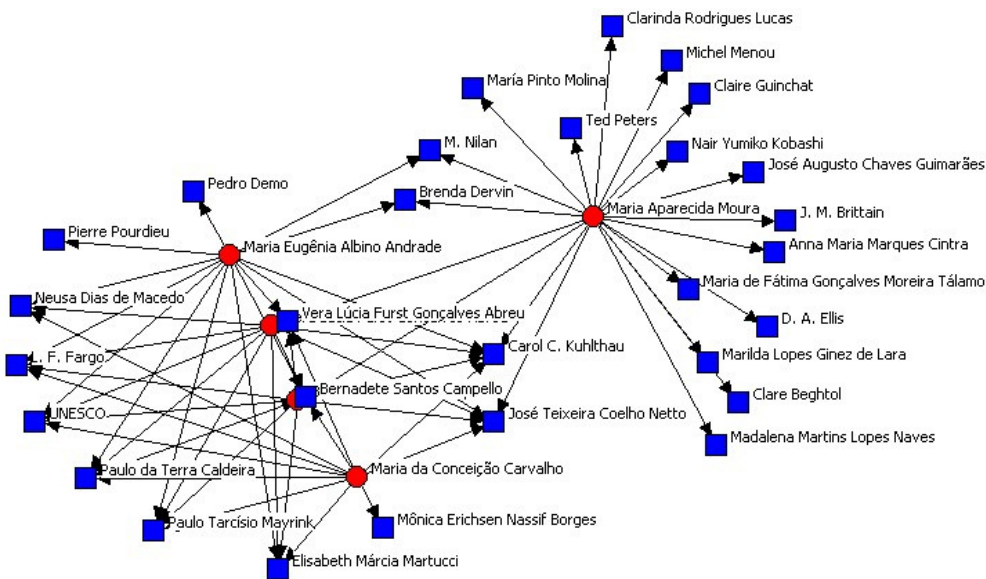 Clarinda Rodrigues Lucas
Michel Menou
María Pinto Molina
Claire Guinchat
Ted Peters
M. Nilan
Nair Yumiko Kobashi
José Augusto Chaves Guimarães
Pedro Demo
Brenda Dervin
Maria Aparecida Moura
J. M. Brittain
Pierre Pourdieu
Maria Eugênia Albino Andrade
Anna Maria Marques Cintra
Maria de Fátima Gonçalves Moreira Tálamo
Neusa Dias de Macedo
Vera Lúcia Furst Gonçalves Abreu
D. A. Ellis
L. F. Fargo
Carol C. Kuhlthau
Marilda Lopes Ginez de Lara
Bernadete Santos Campello
Clare Beghtol
UNESCO
José Teixeira Coelho Netto
Madalena Martins Lopes Naves
Paulo da Terra Caldeira
Maria da Conceição Carvalho
Paulo Tarcísio Mayrink
Mônica Erichsen Nassif Borges
Elisabeth Márcia Martucci